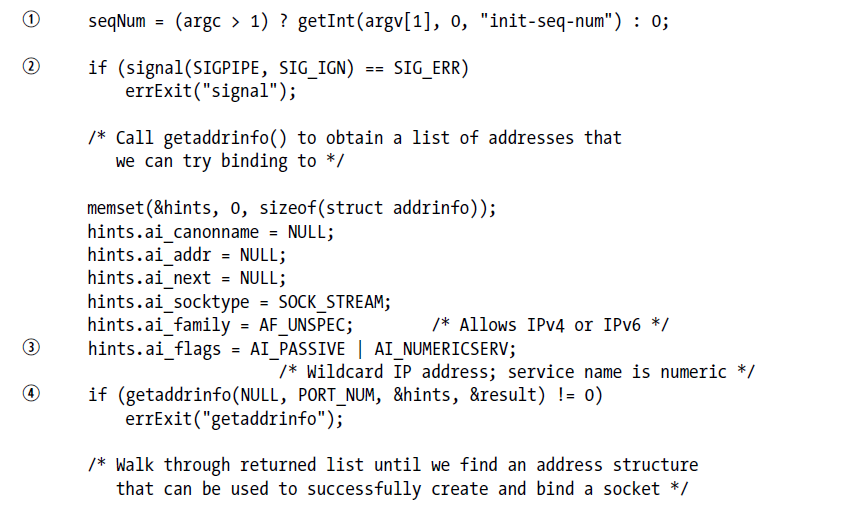 ① seqNum = (argc > 1) ? getInt(argv[1], 0, "init-seq-num") : 0;
② if (signal(SIGPIPE, SIG_IGN) == SIG_ERR)
errExit("signal");
/* Call getaddrinfo() to obtain a list of addresses that
we can try binding to */
memset(&hints, 0, sizeof(struct addrinfo));
hints.ai_canonname = NULL;
hints.ai_addr = NULL;
hints.ai_next = NULL;
hints.ai_socktype = SOCK_STREAM;
hints.ai_family = AF_UNSPEC; /* Allows IPv4 or IPv6 */
③ hints.ai_flags = AI_PASSIVE | AI_NUMERICSERV;
/* Wildcard IP address; service name is numeric */
④ if (getaddrinfo(NULL, PORT_NUM, &hints, &result) != 0)
errExit("getaddrinfo");
/* Walk through returned list until we find an address structure
that can be used to successfully create and bind a socket */